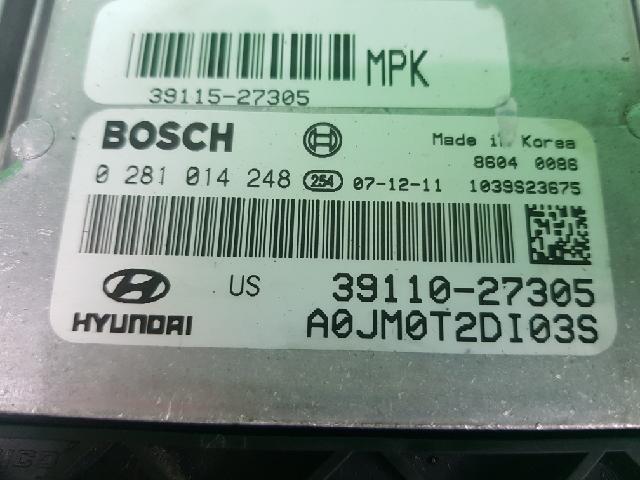 MPK
39115-27305
BOSCH
Made in Korea
8604 0086
0 281 014 248 254 07-12-11 1039S23675
HYUNDAI
US
39110-27305
A0JM0T2DI03S